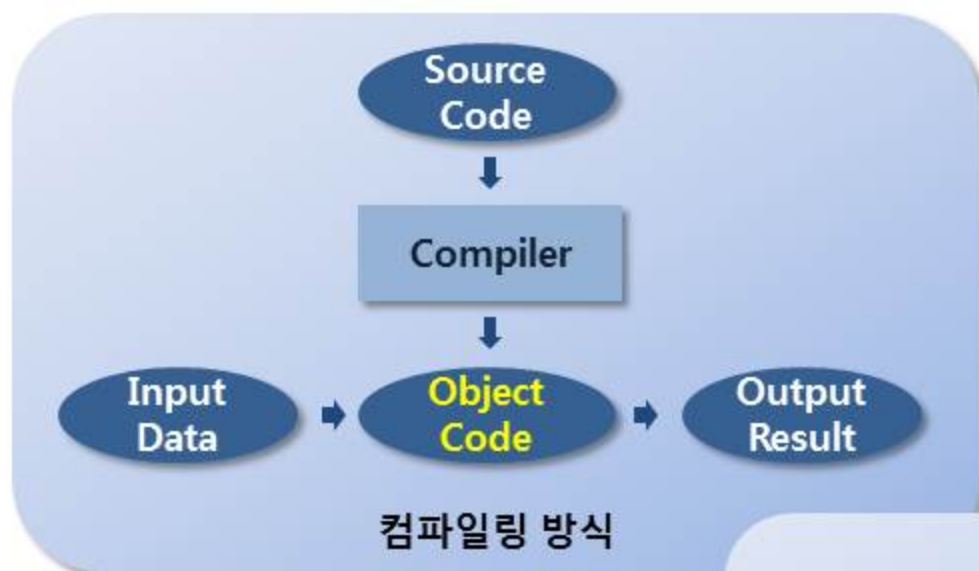 Source
Code
Compiler
Input
Data
Object
Code
Output
Result
컴파일링 방식